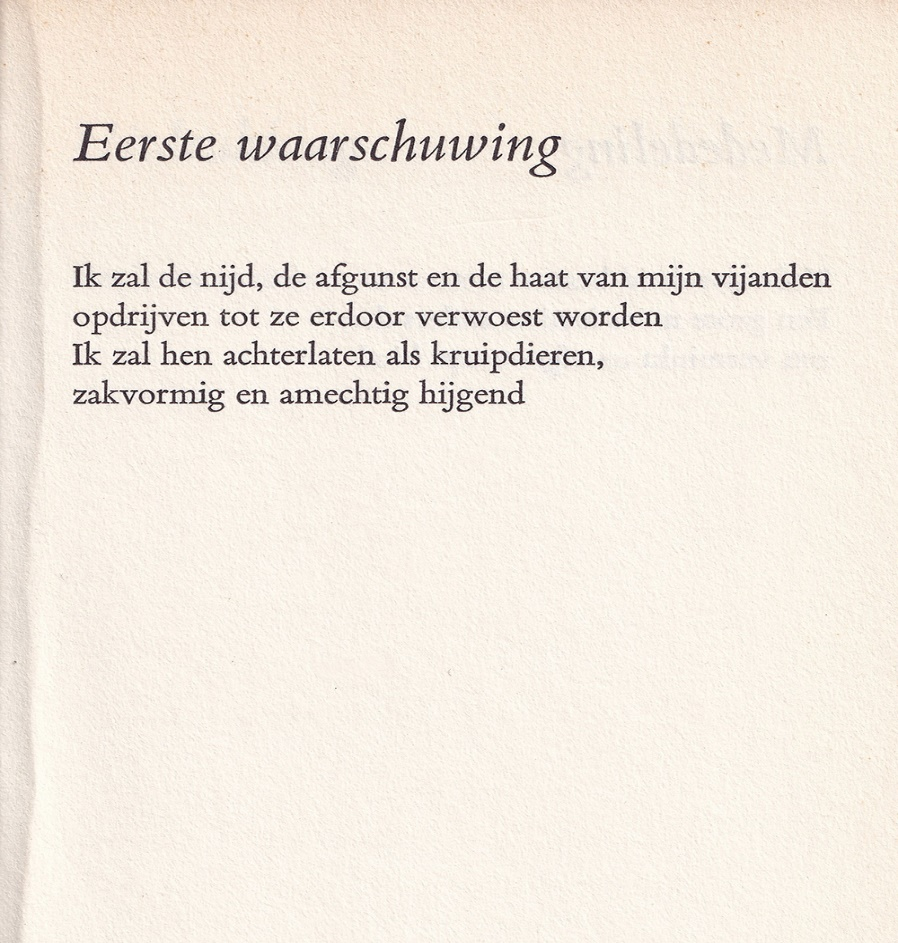 Eerste waarschuwing
Ik zal de nijd, de afgunst en de haat van mijn vijanden
opdrijven tot ze erdoor verwoest worden
Ik zal hen achterlaten als kruipdieren,
zakvormig en amechtig hijgend